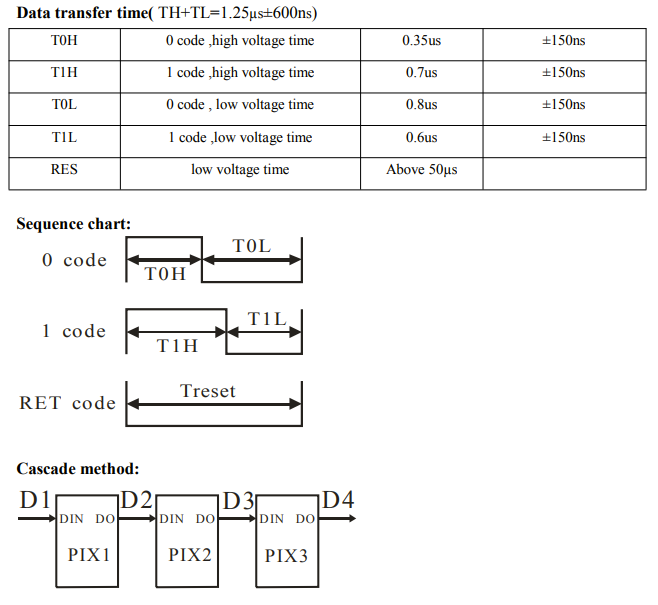 Data transfer time( TH+TL=1.25μs±600ns)
T0H 0 code ,high voltage time 0.35us ±150ns
T1H 1 code ,high voltage time 0.7us ±150ns
T0L 0 code , low voltage time 0.8us ±150ns
T1L 1 code ,low voltage time 0.6us ±150ns
RES low voltage time Above 50μs
Sequence chart:
0 code T0H T0L
1 code T1H T1L
RET code Treset
Cascade method:
D1 D2 D3 D4
DIN DO DIN DO DIN DO
PIX1 PIX2 PIX3